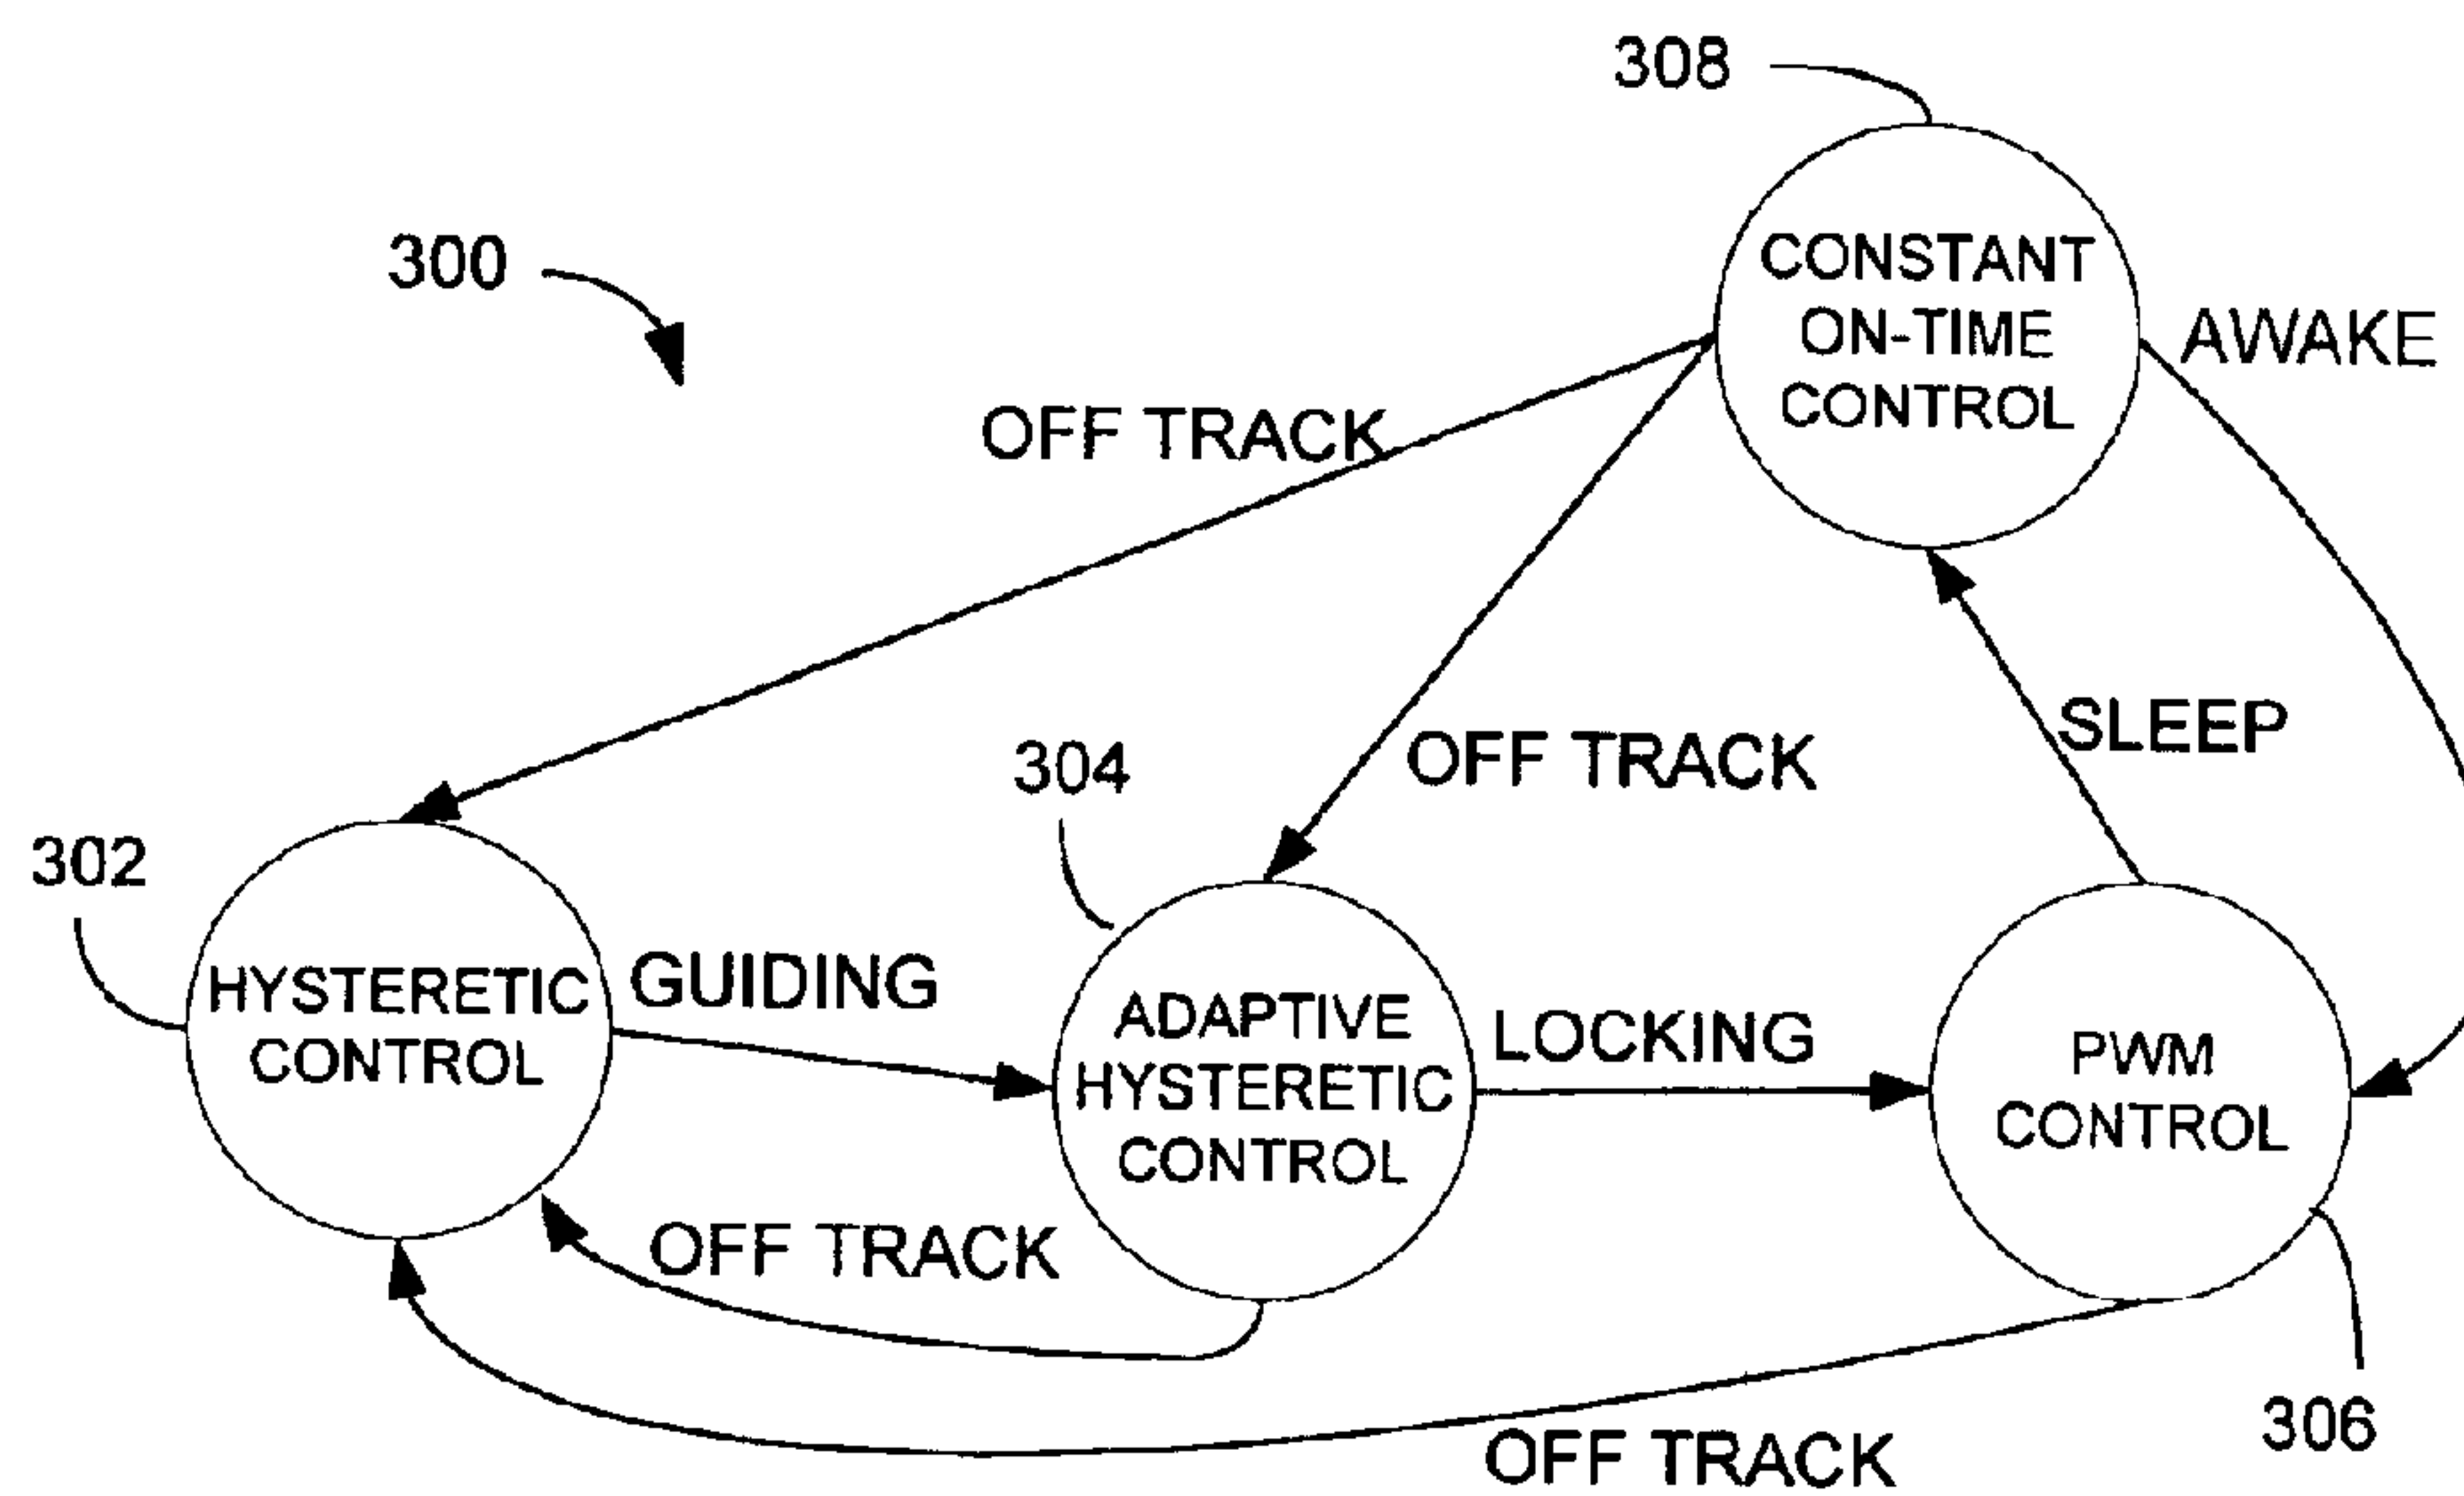 308
300
CONSTANT
ON-TIME
CONTROL
AWAKE
OFF TRACK
SLEEP
OFF TRACK
304
302
HYSTERETIC
CONTROL
GUIDING
ADAPTIVE
HYSTERETIC
CONTROL
LOCKING
PWM
CONTROL
OFF TRACK
306
OFF TRACK